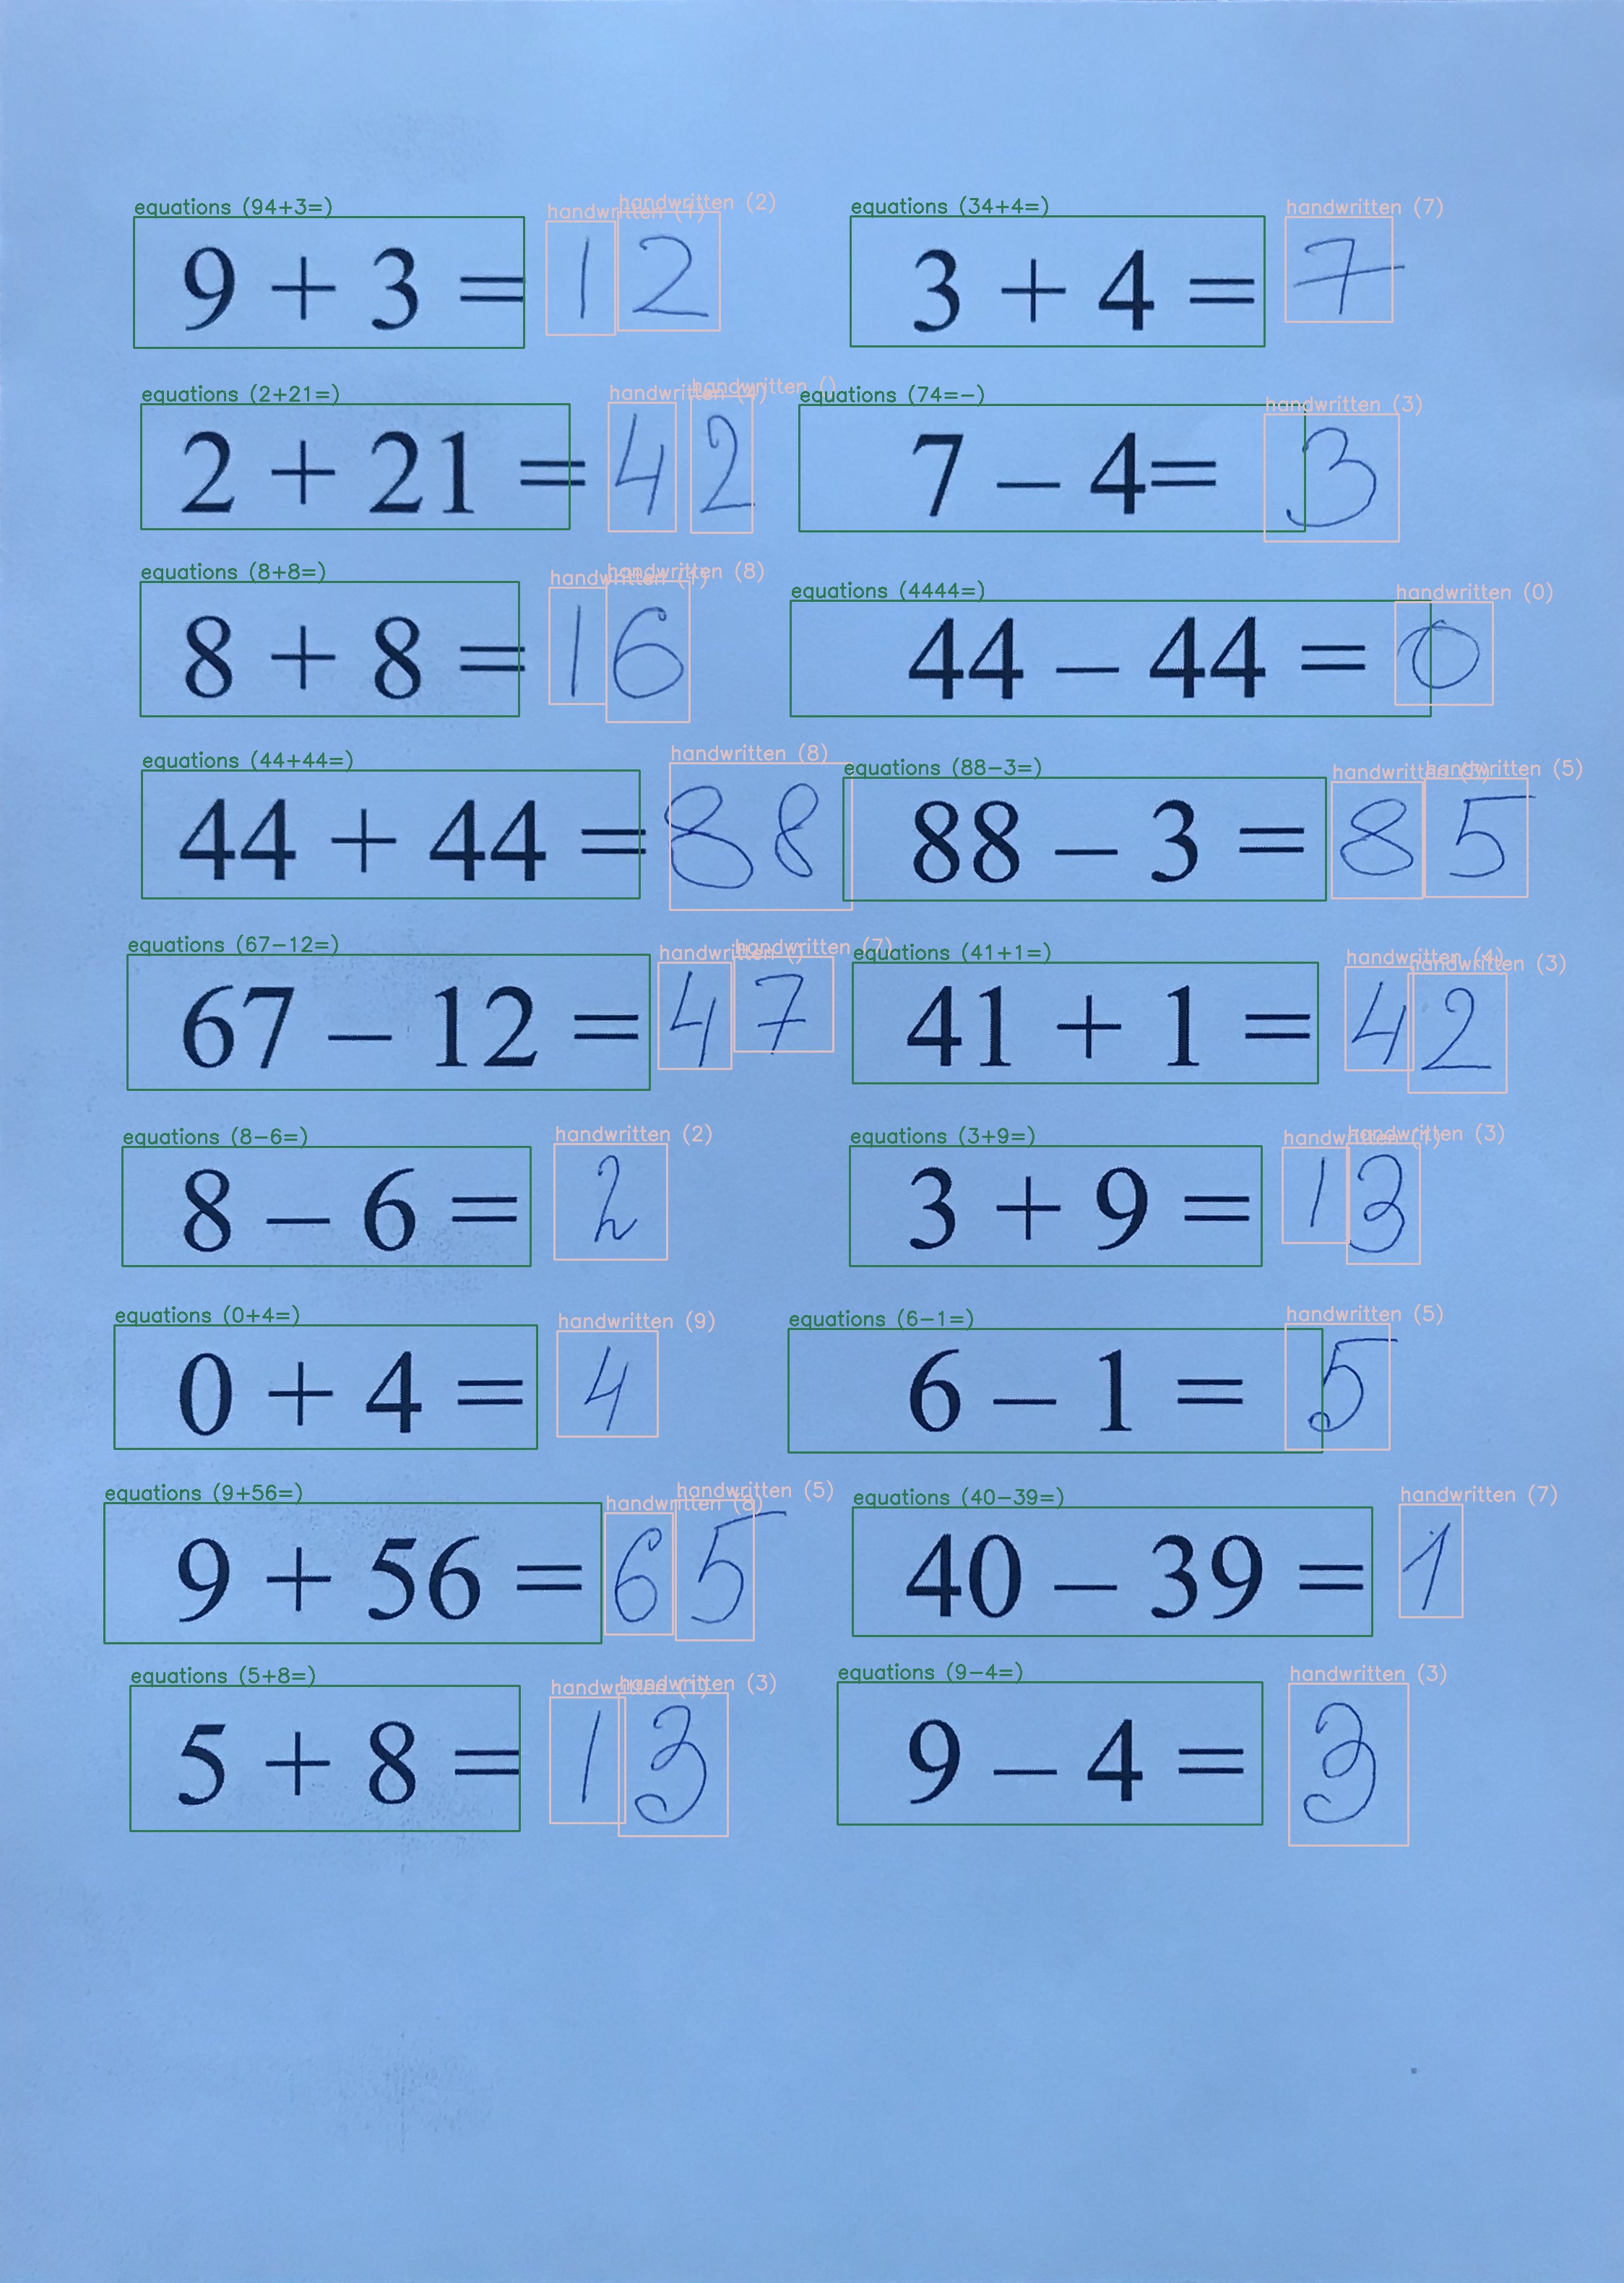 equations (94+3=) handwritten (1) handwritten (2) equations (34+4=) handwritten (7)
9 + 3 = 12 3 + 4 = 7
equations (2+21=) handwritten (4) handwritten () equations (74=-) handwritten (3)
2 + 21 = 42 7 – 4= 3
equations (8+8=) handwritten (1) handwritten (8) equations (4444=) handwritten (0)
8 + 8 = 16 44 – 44 = 0
equations (44+44=) handwritten (8) equations (88-3=) handwritten handwritten (5)
44 + 44 = 88 88 – 3 = 85
equations (67-12=) handwritten () handwritten (7) equations (41+1=) handwritten (4) handwritten (3)
67 – 12 = 47 41 + 1 = 42
equations (8-6=) handwritten (2) equations (3+9=) handwritten (1) handwritten (3)
8 – 6 = 2 3 + 9 = 13
equations (0+4=) handwritten (9) equations (6-1=) handwritten (5)
0 + 4 = 4 6 – 1 = 5
equations (9+56=) handwritten (8) handwritten (5) equations (40-39=) handwritten (7)
9 + 56 = 65 40 – 39 = 1
equations (5+8=) handwritten (1) handwritten (3) equations (9-4=) handwritten (3)
5 + 8 = 13 9 – 4 = 3